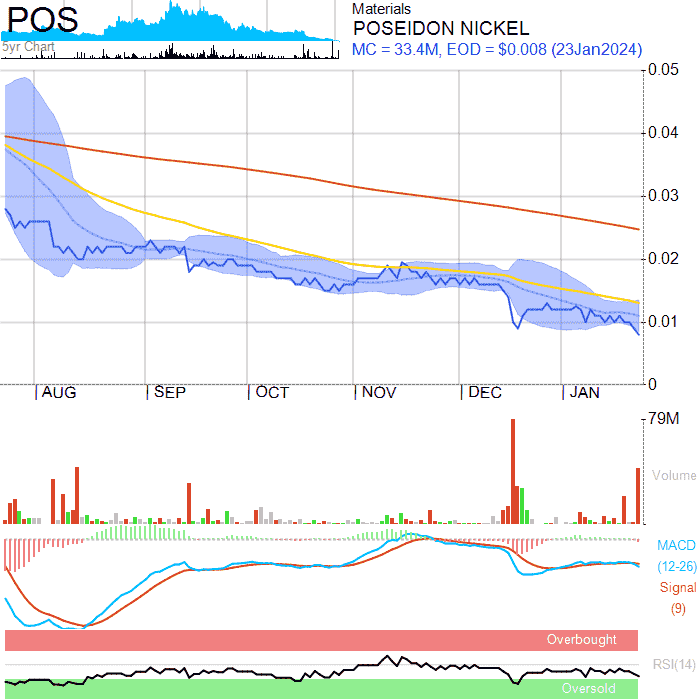 POS
5yr Chart
Materials
POSEIDON NICKEL
MC = 33.4M, EOD = $0.008 (23Jan2024)
0.05
0.04
0.03
0.02
0.01
0
AUG SEP OCT NOV DEC JAN
79M
Volume
MACD
(12-26)
Signal
(9)
Overbought
RSI(14)
Oversold